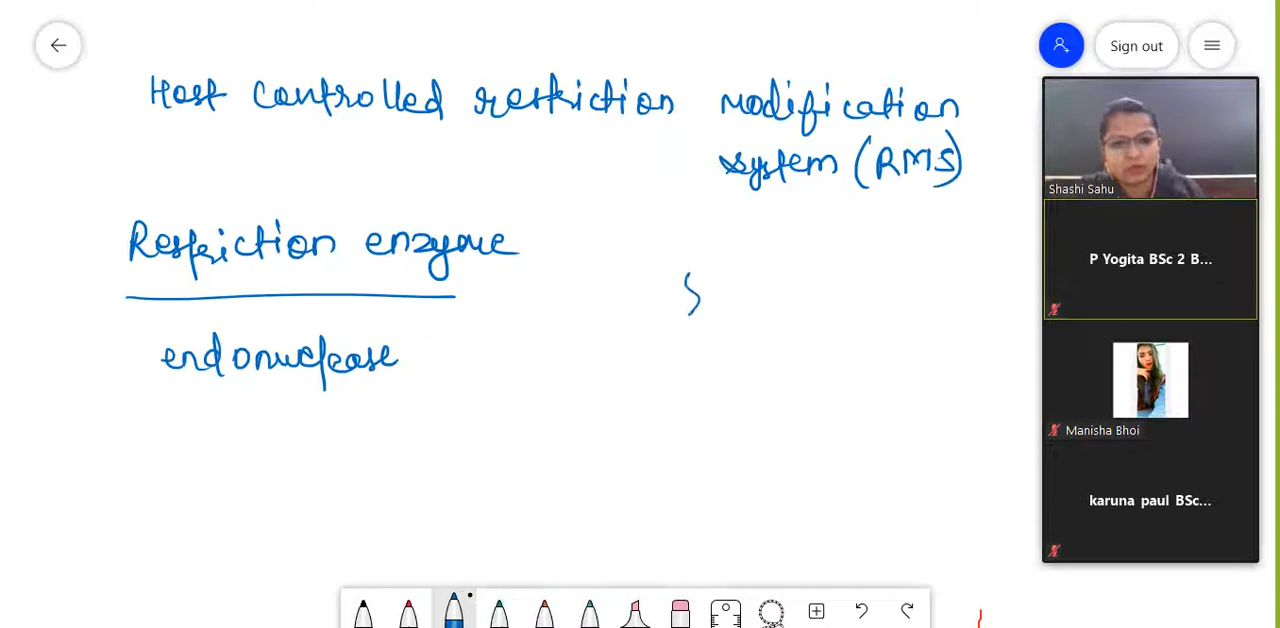 Sign out
Host controlled restriction modification
system (RMS)
Shashi Sahu
Restriction enzyme
P Yogita BSc 2 B...
endonuclease
Manisha Bhoi
karuna paul BSc...